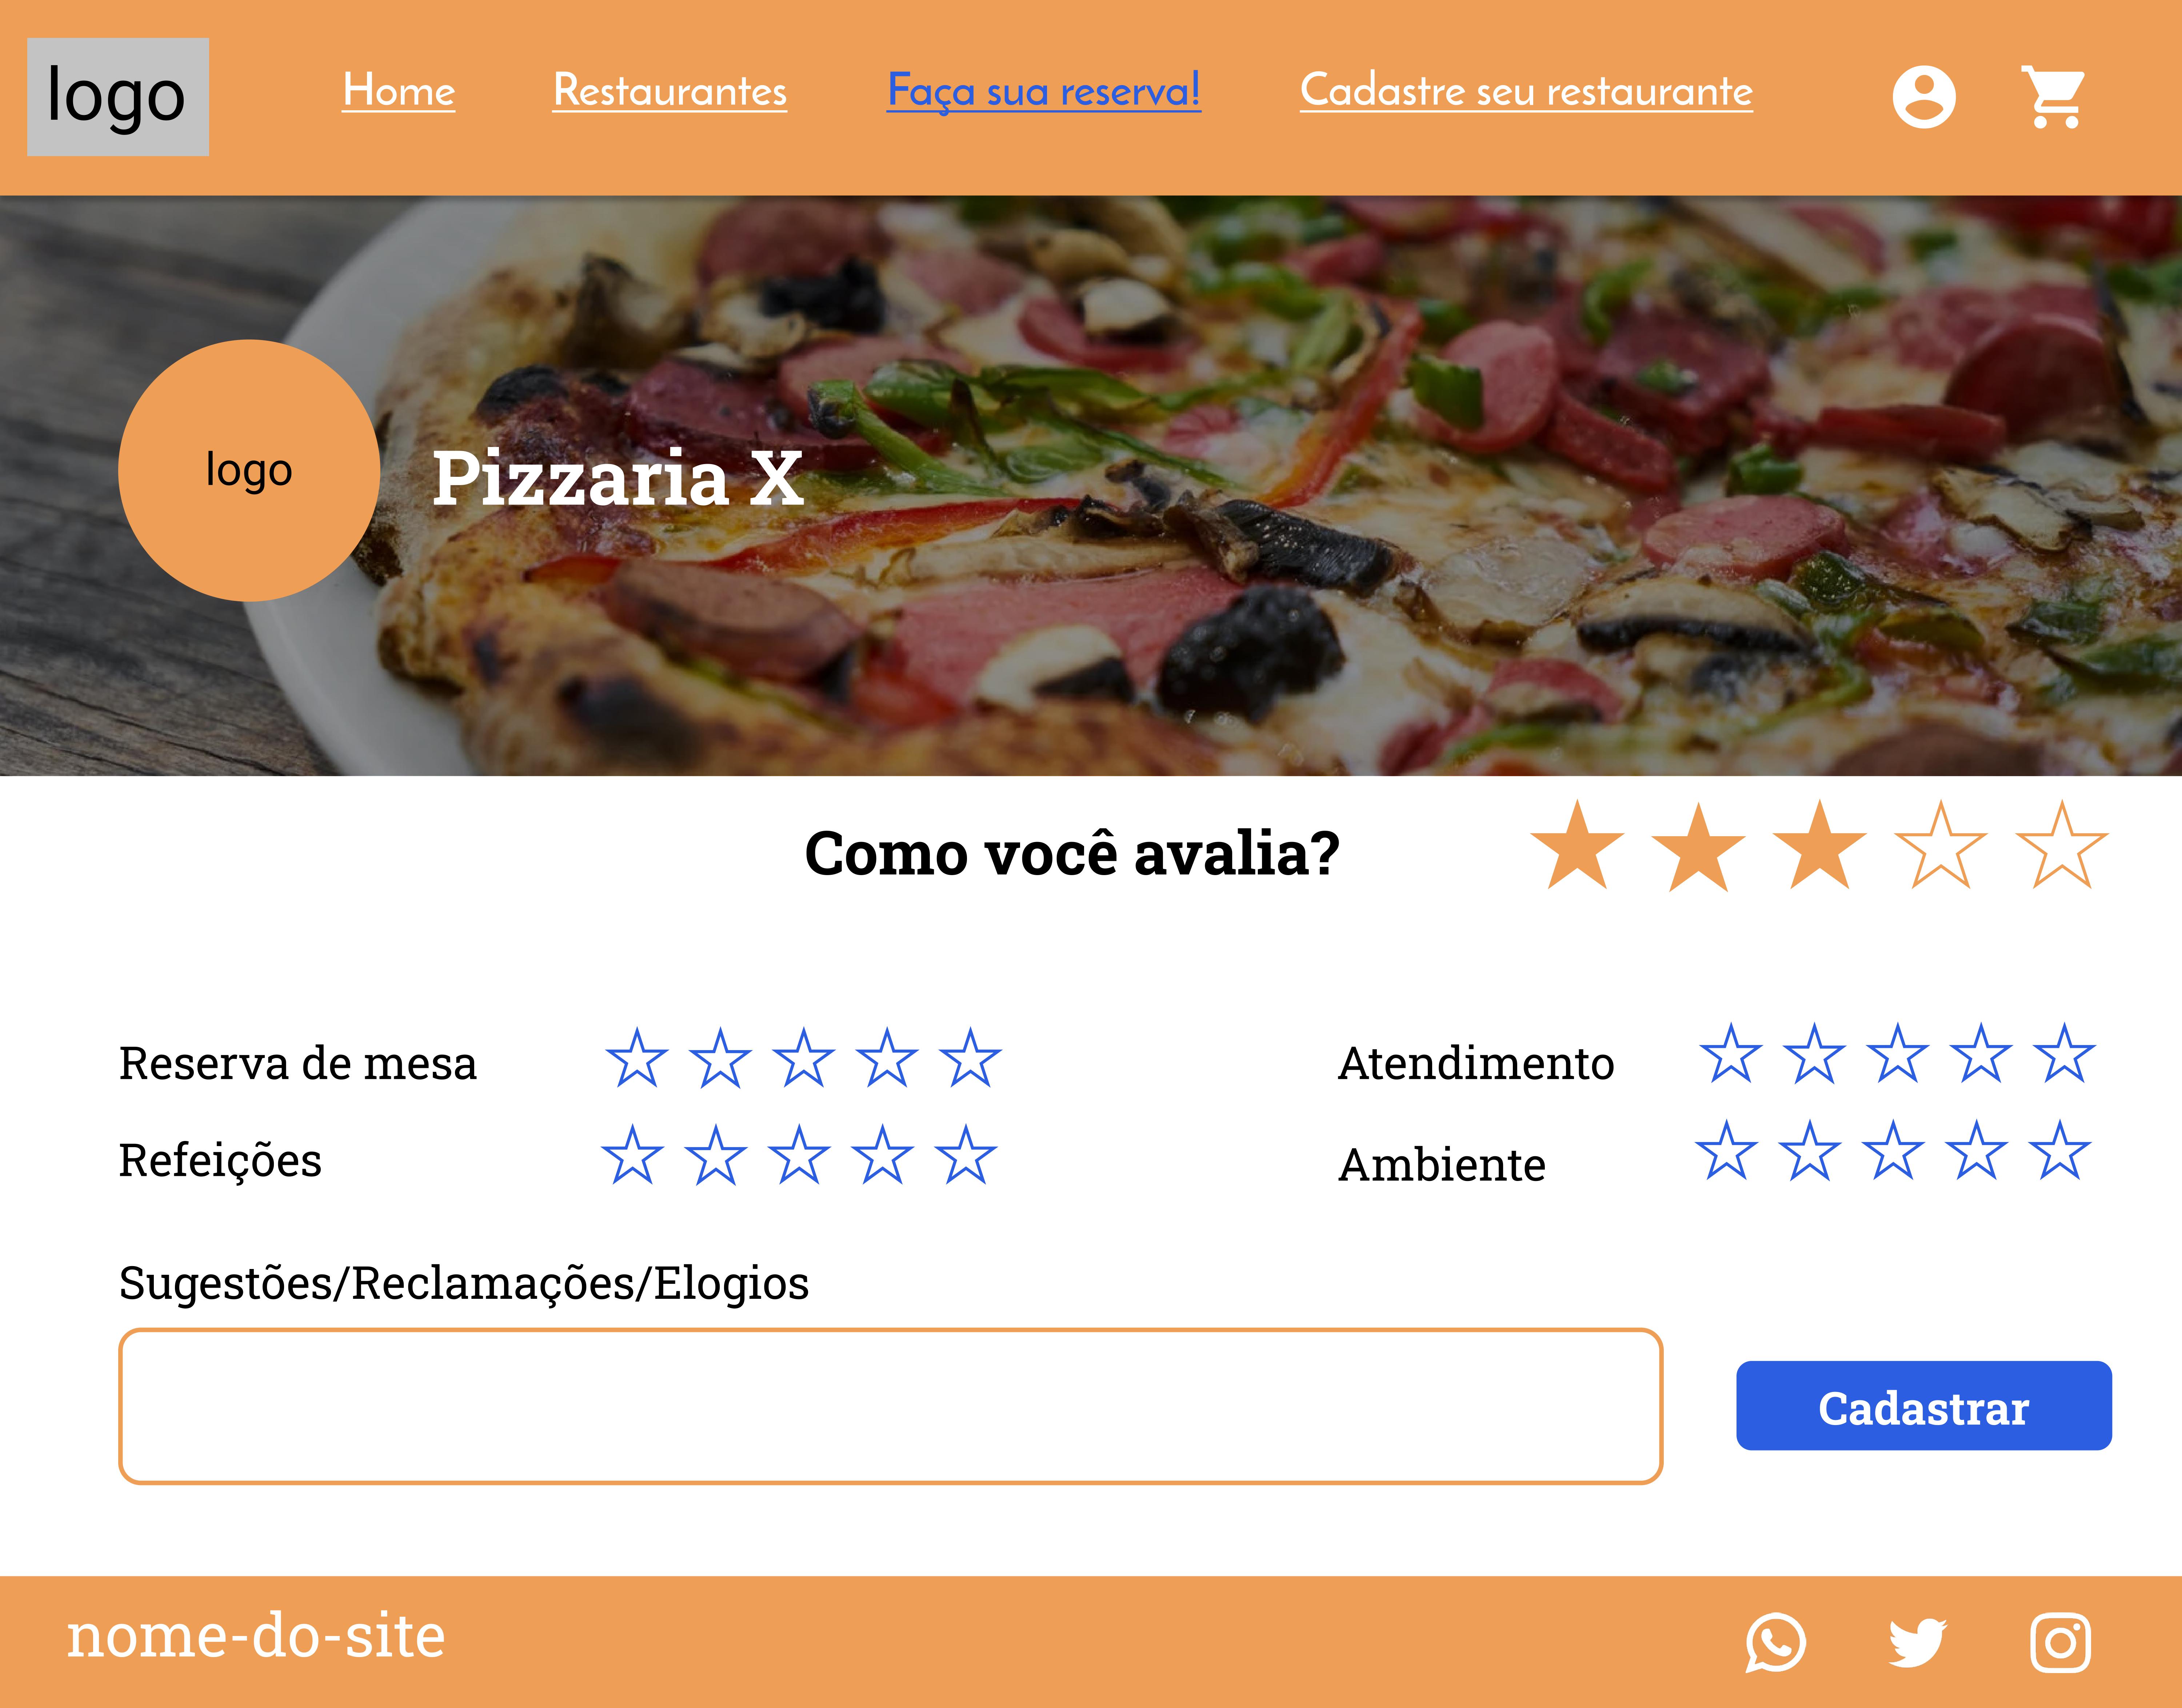 logo
Home
Restaurantes
Faça sua reserva!
Cadastre seu restaurante
logo
Pizzaria X
Como você avalia?
Reserva de mesa
Atendimento
Refeições
Ambiente
Sugestões/Reclamações/Elogios
Cadastrar
nome-do-site